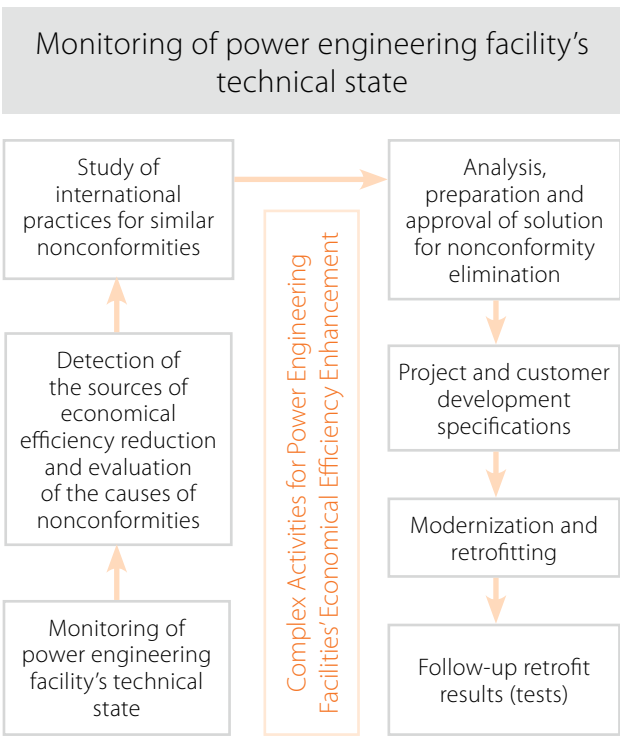 Monitoring of power engineering facility’s
technical state
Study of
international
practices for similar
nonconformities
Detection of
the sources of
economical
efficiency reduction
and evaluation
of the causes of
nonconformities
Monitoring of
power engineering
facility’s technical
state
Complex Activities for Power Engineering
Facilities’ Economical Efficiency Enhancement
Analysis,
preparation and
approval of solution
for nonconformity
elimination
Project and customer
development
specifications
Modernization and
retrofitting
Follow-up retrofit
results (tests)